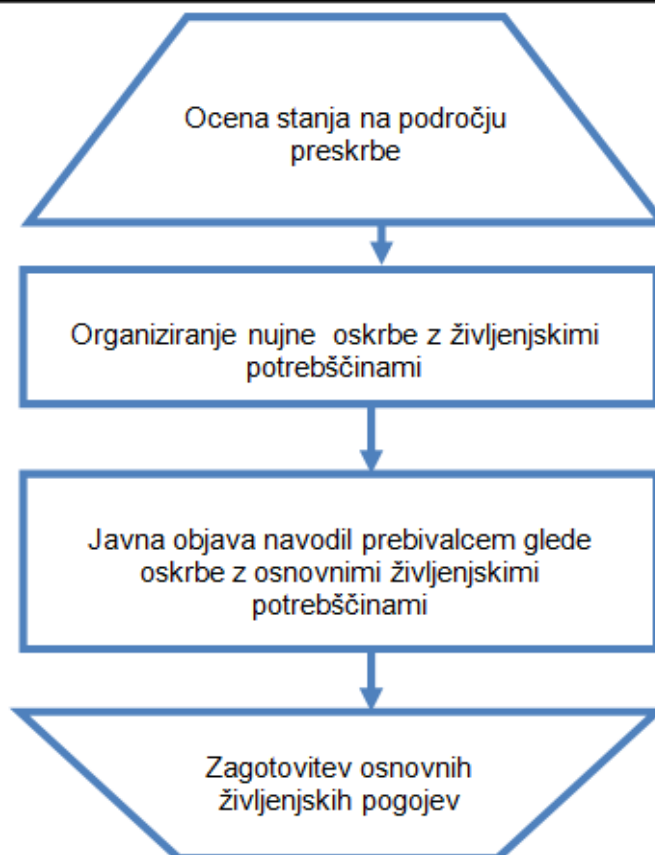 Ocena stanja na področju
preskrbe
Organiziranje nujne  oskrbe z življenjskimi
potrebščinami
Javna objava navodil prebivalcem glede
oskrbe z osnovnimi življenjskimi
potrebščinami
Zagotovitev osnovnih
življenjskih pogojev